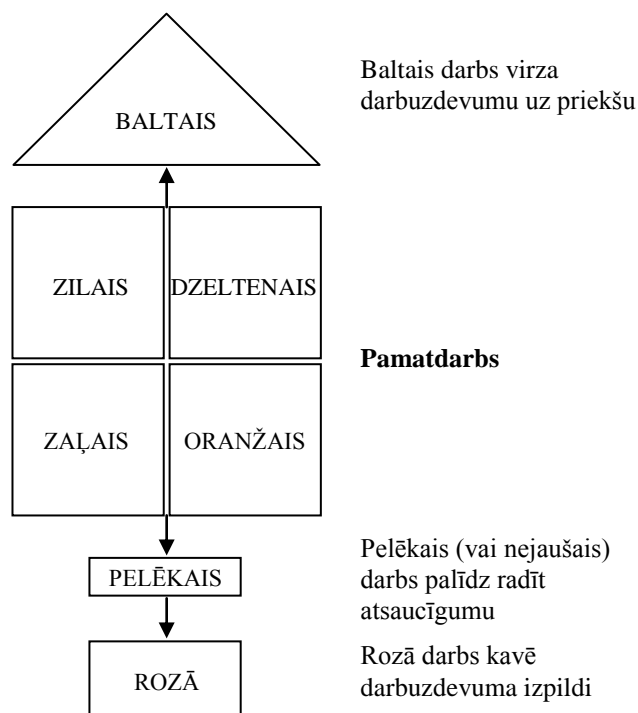 BALTAIS
Baltais darbs virza
darbuzdevumu uz priekšu
ZILAIS
DZELTENAIS
Pamatdarbs
ZAĻAIS
ORANŽAIS
PELĒKAIS
Pelēkais (vai nejaušais)
darbs palīdz radīt
atsaucīgumu
ROZĀ
Rozā darbs kavē
darbuzdevuma izpildi